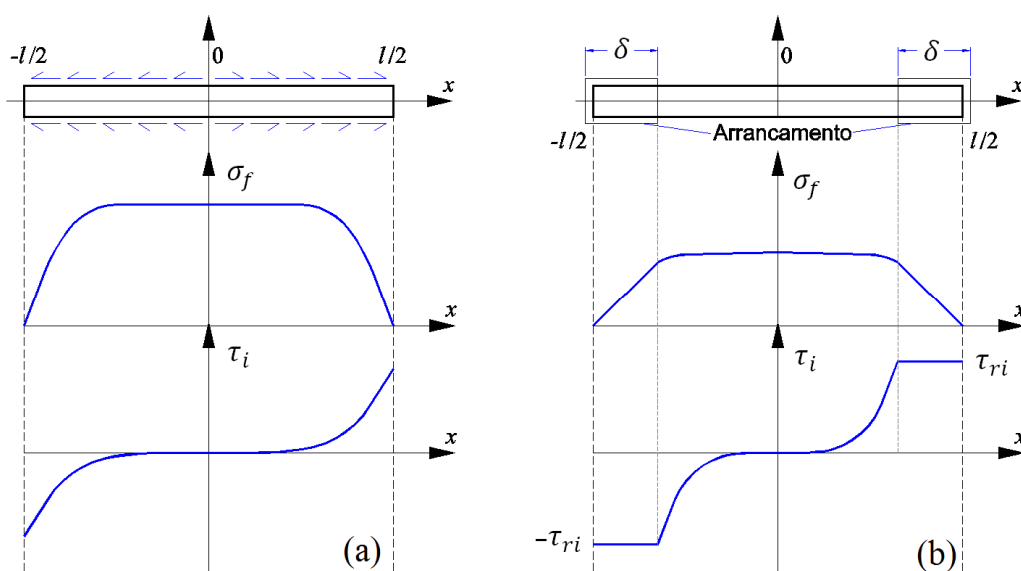 -l/2
0
l/2
x
σ_f
x
τ_i
x
(a)
δ
0
δ
x
Arrancamento
-l/2
l/2
σ_f
x
τ_i
τ_ri
x
-τ_ri
(b)